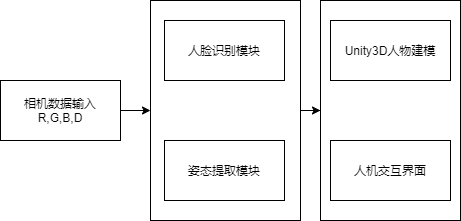 相机数据输入
R,G,B,D
人脸识别模块
姿态提取模块
Unity3D人物建模
人机交互界面